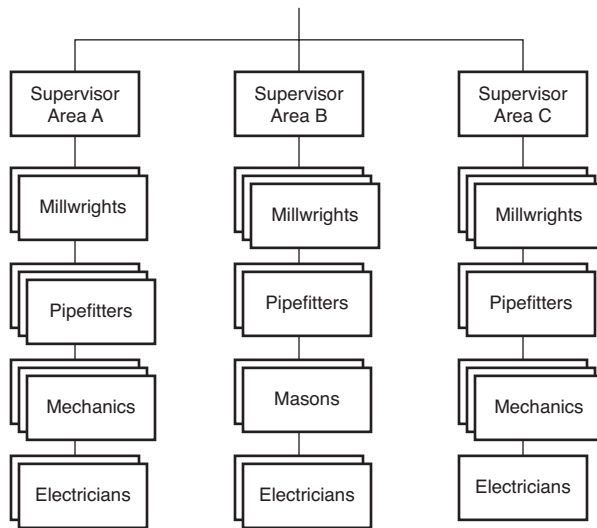 Supervisor
Area A
Supervisor
Area B
Supervisor
Area C
Millwrights
Millwrights
Millwrights
Pipefitters
Pipefitters
Pipefitters
Mechanics
Masons
Mechanics
Electricians
Electricians
Electricians